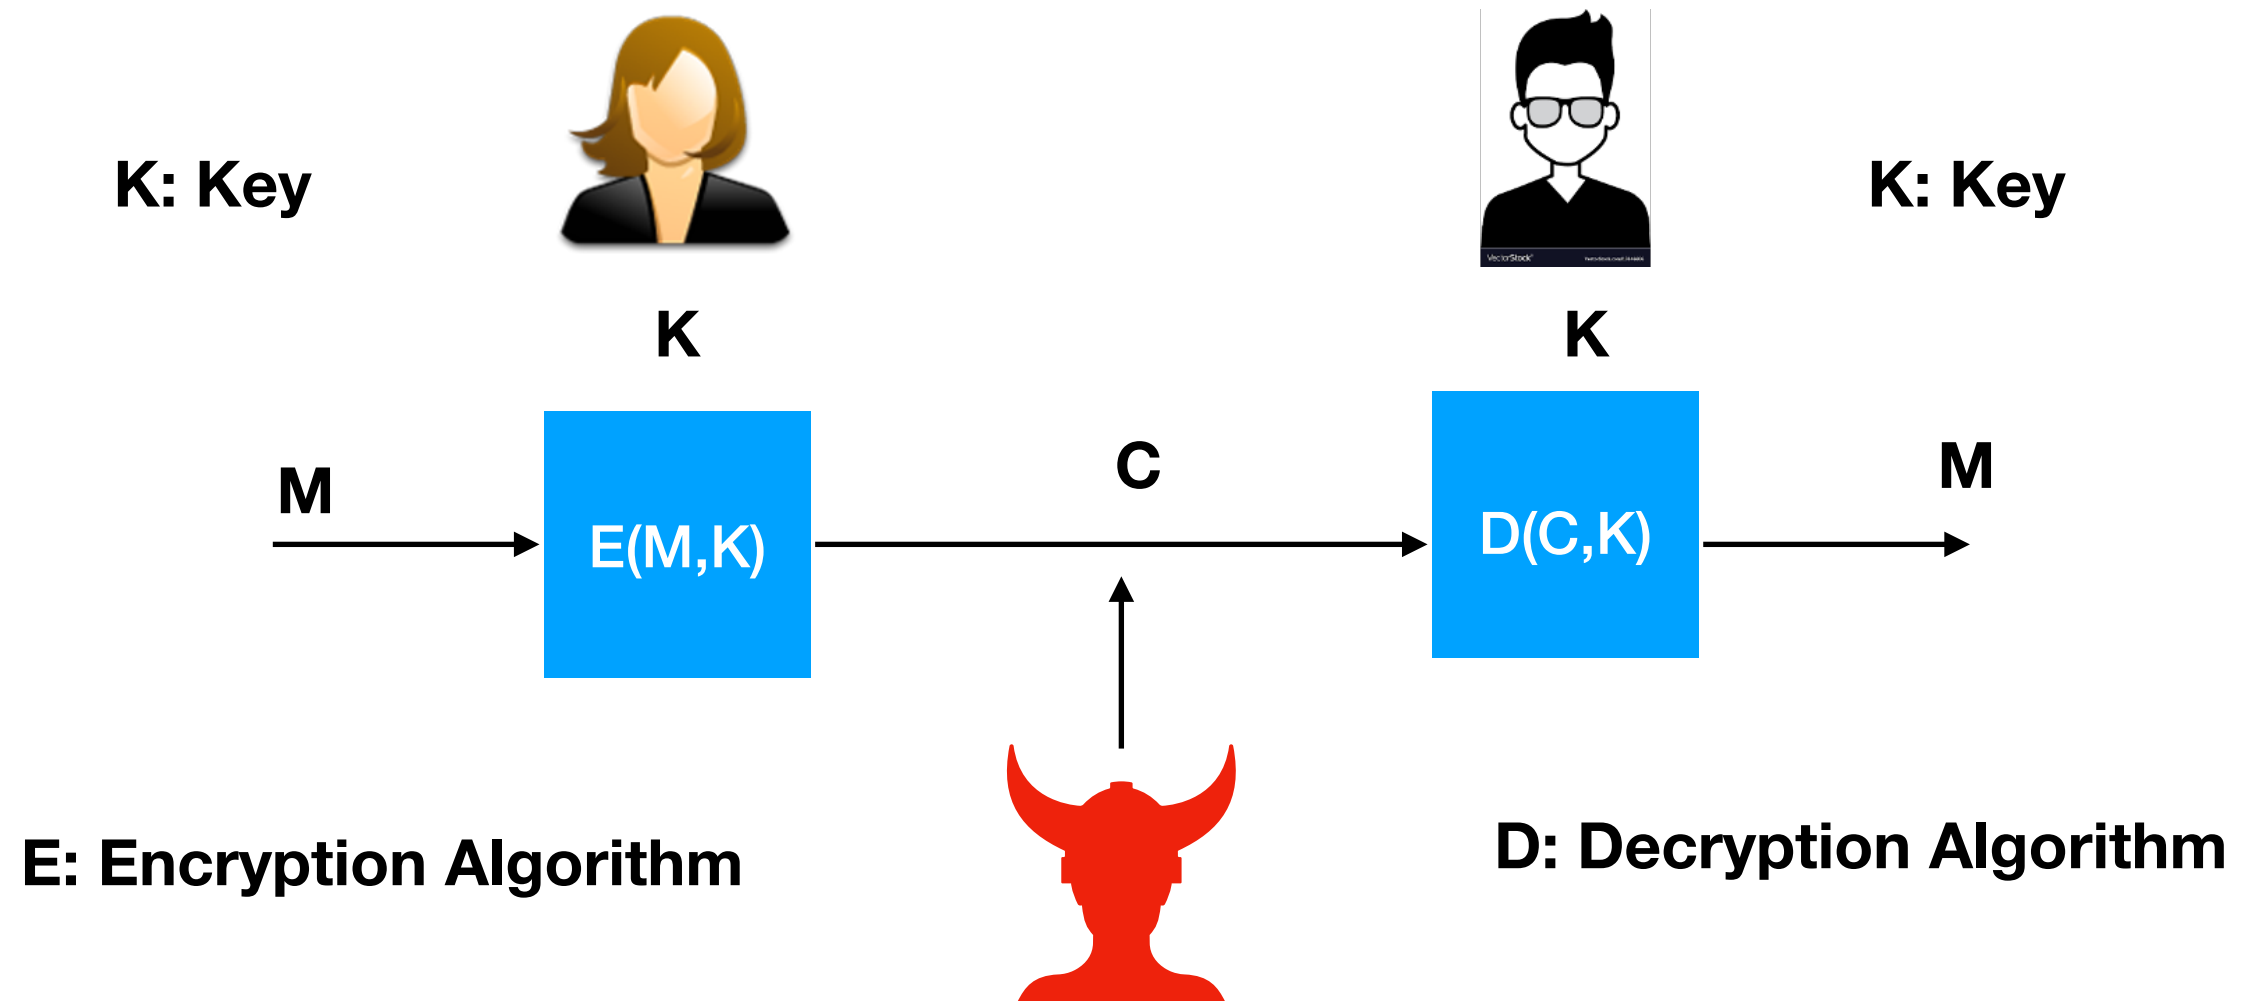 K: Key
K: Key
K
K
M
C
M
E(M,K)
D(C,K)
VectorStock
E: Encryption Algorithm
D: Decryption Algorithm